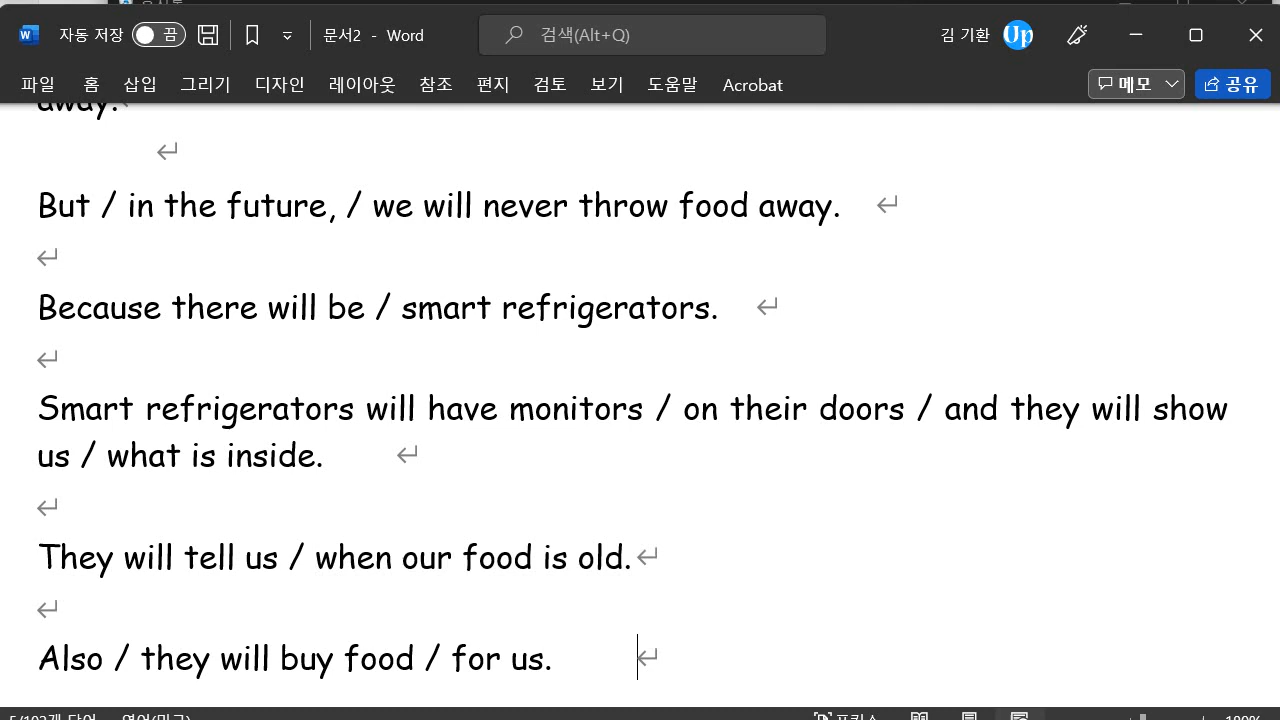 자동 저장 끔 문서2 - Word 검색(Alt+Q) 김 기환 Up
파일 홈 삽입 그리기 디자인 레이아웃 참조 편지 검토 보기 도움말 Acrobat 메모 공유
away.
But / in the future, / we will never throw food away.
Because there will be / smart refrigerators.
Smart refrigerators will have monitors / on their doors / and they will show
us / what is inside.
They will tell us / when our food is old.
Also / they will buy food / for us.